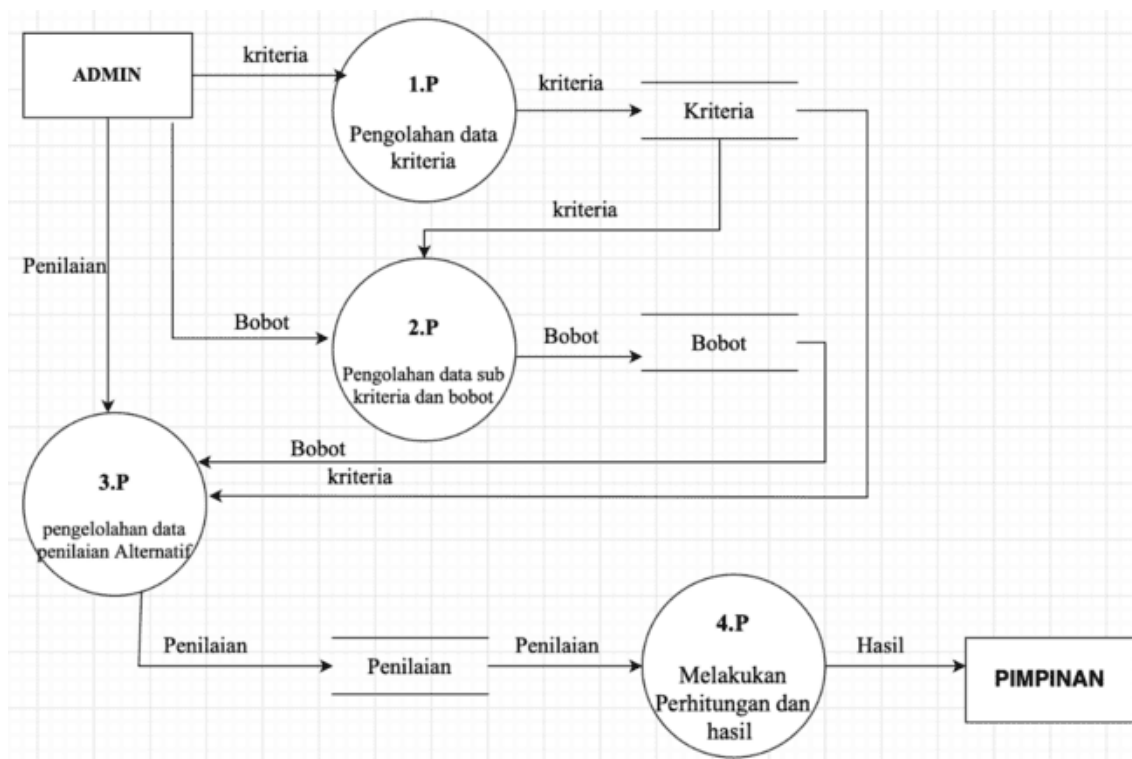 ADMIN
kriteria
1.P
Pengolahan data
kriteria
kriteria
Kriteria
kriteria
Penilaian
Bobot
2.P
Pengolahan data sub
kriteria dan bobot
Bobot
Bobot
Bobot
kriteria
3.P
pengelolahan data
penilaian Alternatif
Penilaian
Penilaian
Penilaian
4.P
Melakukan
Perhitungan dan
hasil
Hasil
PIMPINAN